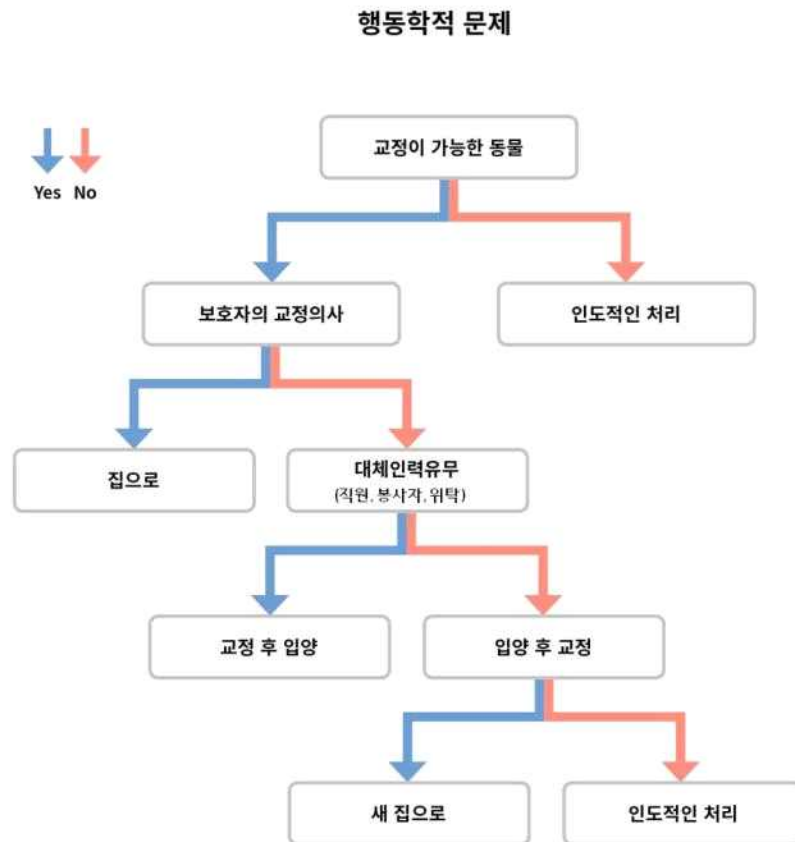 행동학적 문제
교정이 가능한 동물
Yes No
보호자의 교정의사
인도적인 처리
집으로
대체인력유무
(직원, 봉사자, 위탁)
교정 후 입양
입양 후 교정
새 집으로
인도적인 처리